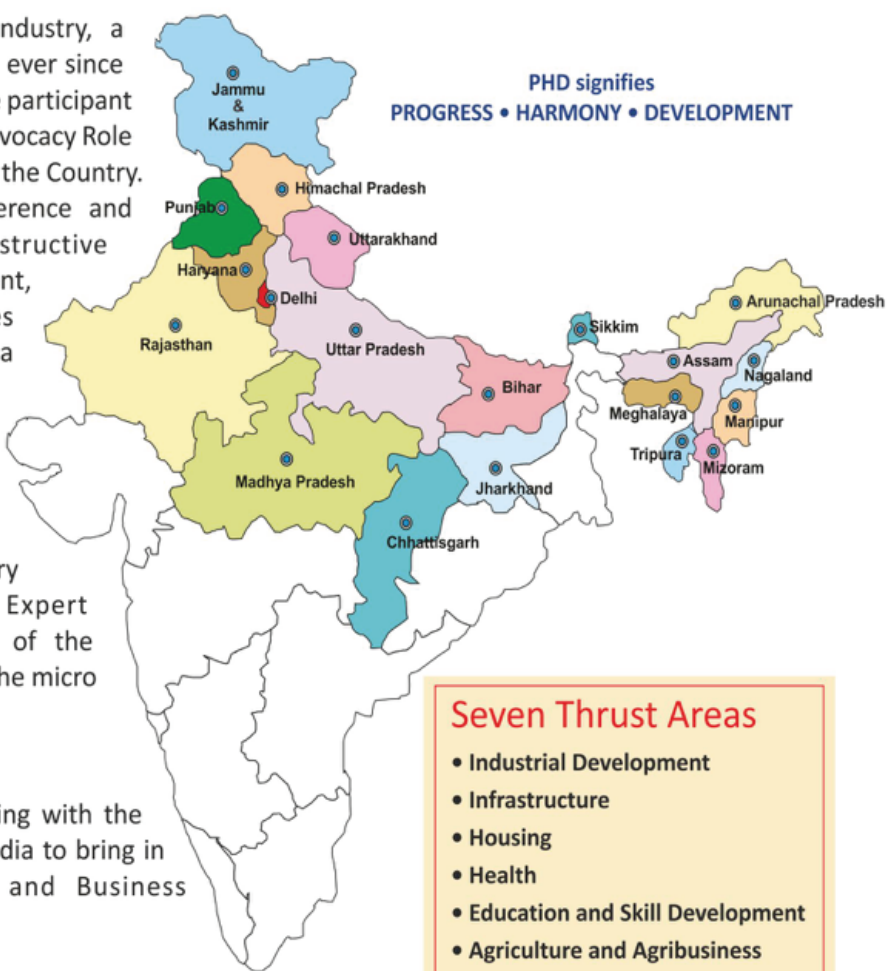 ndustry, a
ever since
participant
vocacy Role
the Country.
erence and
structive
nt,
es
a
ry
Expert
of the
he micro
ing with the
dia to bring in
and Business
PHD signifies
PROGRESS • HARMONY • DEVELOPMENT
Jammu
&
Kashmir
Himachal Pradesh
Punjab
Uttarakhand
Haryana
Delhi
Rajasthan
Uttar Pradesh
Sikkim
Arunachal Pradesh
Assam
Nagaland
Bihar
Meghalaya
Manipur
Tripura
Mizoram
Madhya Pradesh
Jharkhand
Chhattisgarh
Seven Thrust Areas
• Industrial Development
• Infrastructure
• Housing
• Health
• Education and Skill Development
• Agriculture and Agribusiness